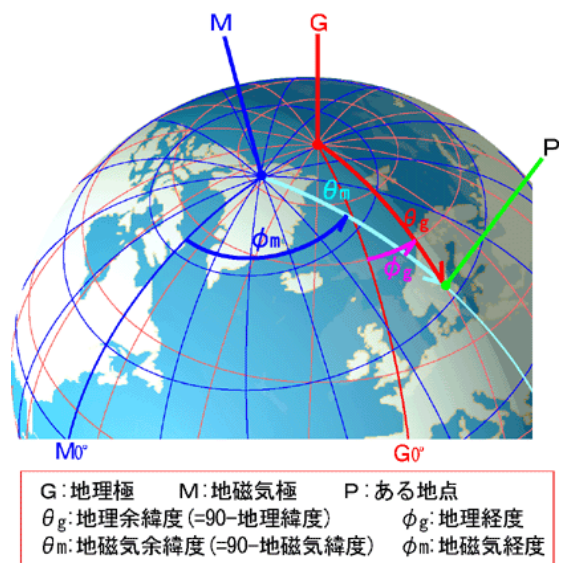 M
G
P
θm
θg
φm
φg
M0°
G0°
G:地理極 M:地磁気極 P:ある地点
θg:地理余緯度(=90-地理緯度) φg:地理経度
θm:地磁気余緯度(=90-地磁気緯度) φm:地磁気経度